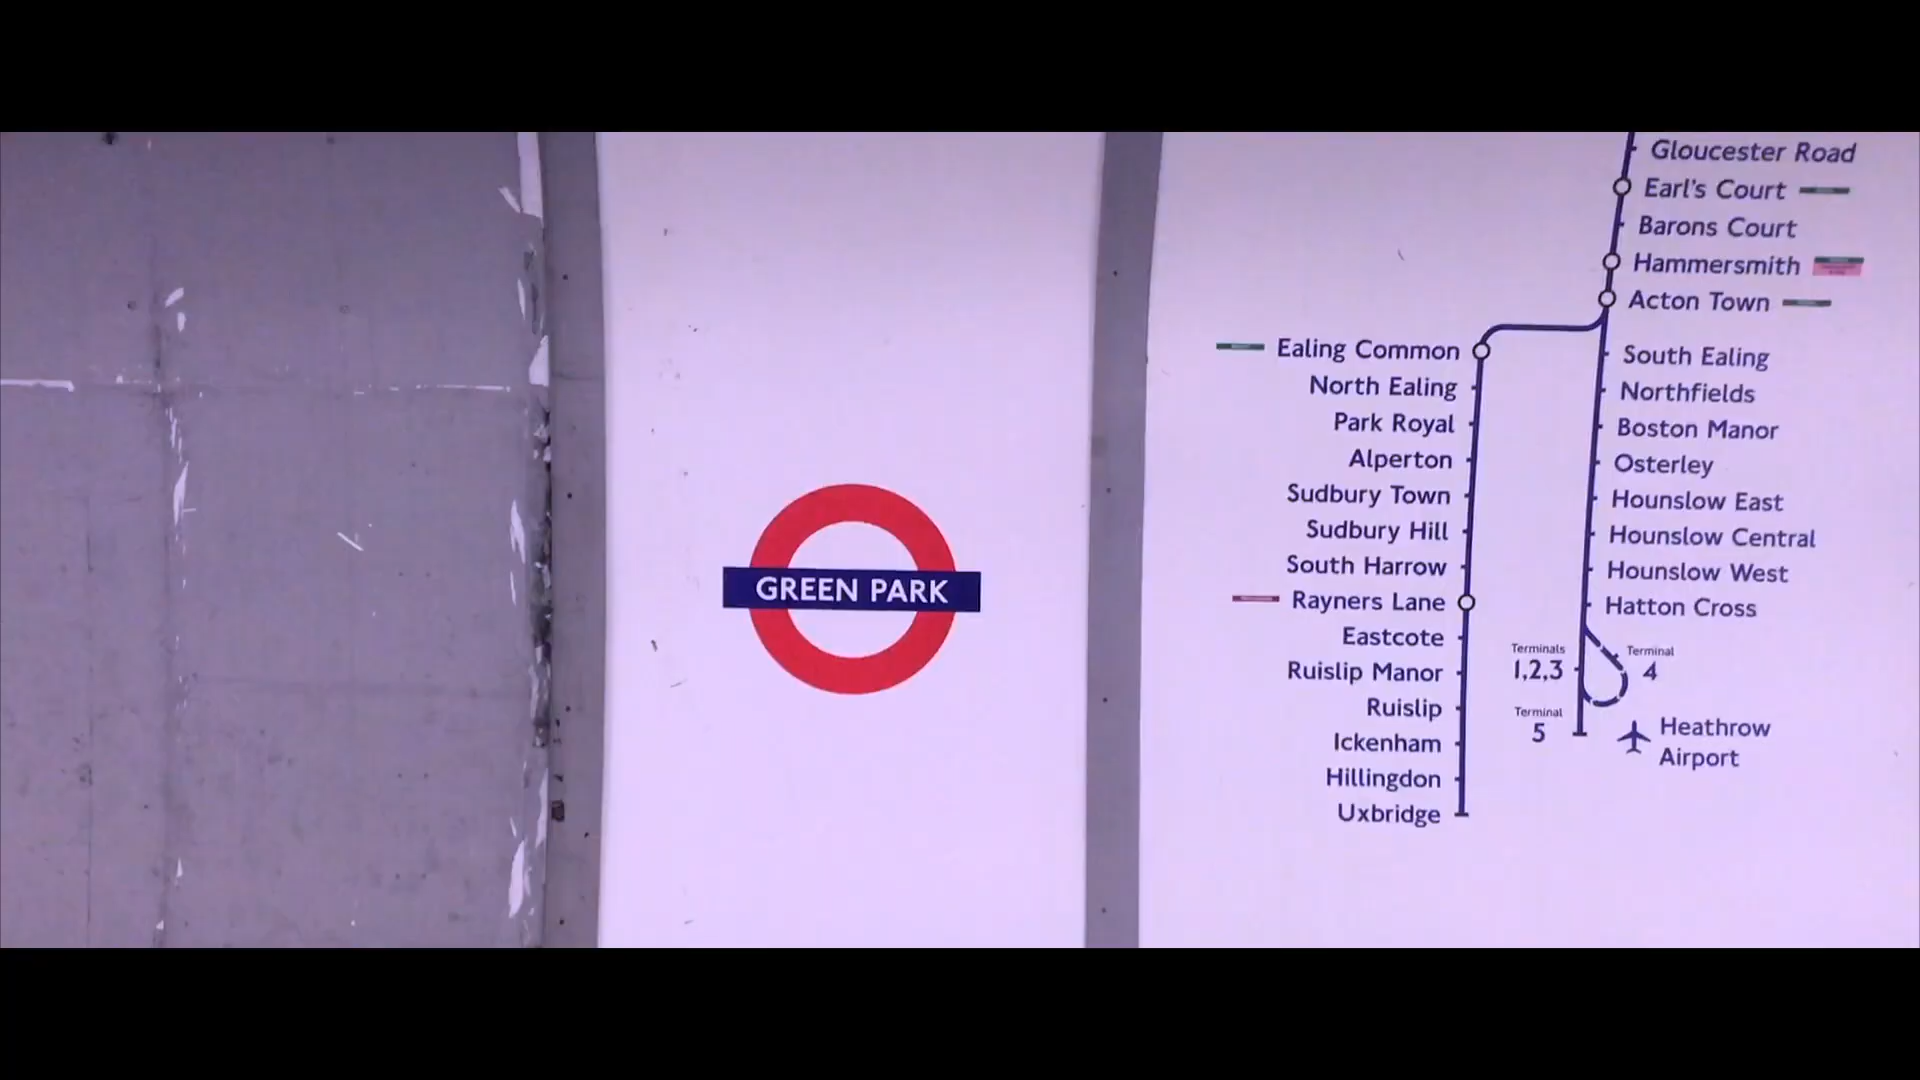 GREEN PARK
Gloucester Road
Earl's Court
Barons Court
Hammersmith
Acton Town
Ealing Common
North Ealing
Park Royal
Alperton
Sudbury Town
Sudbury Hill
South Harrow
Rayners Lane
Eastcote
Ruislip Manor
Ruislip
Ickenham
Hillingdon
Uxbridge
South Ealing
Northfields
Boston Manor
Osterley
Hounslow East
Hounslow Central
Hounslow West
Hatton Cross
Terminals
1,2,3
Terminal
4
Terminal
5
Heathrow
Airport